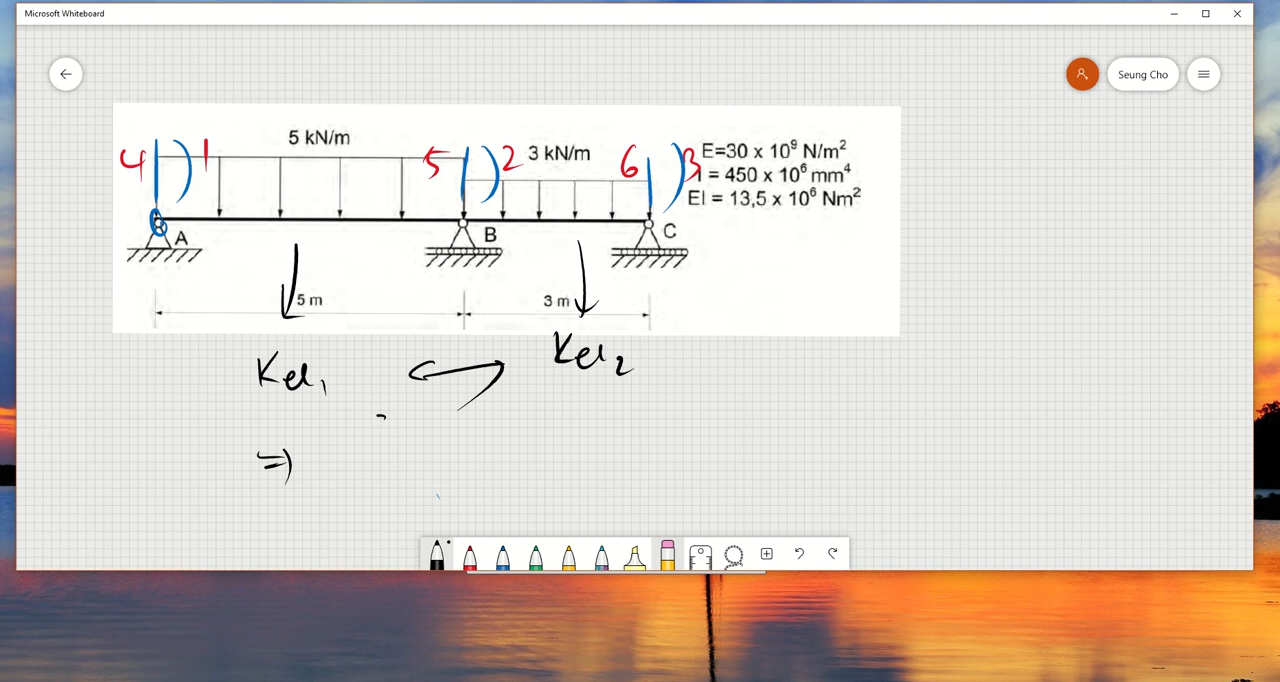 Microsoft Whiteboard
Seung Cho
5 kN/m
3 kN/m
4 1 5 2 6 3
E=30 x 10⁹ N/m²
= 450 x 10⁶ mm⁴
EI = 13,5 x 10⁶ Nm²
A B C
5 m 3 m
Kel₁ Kel₂
⇒